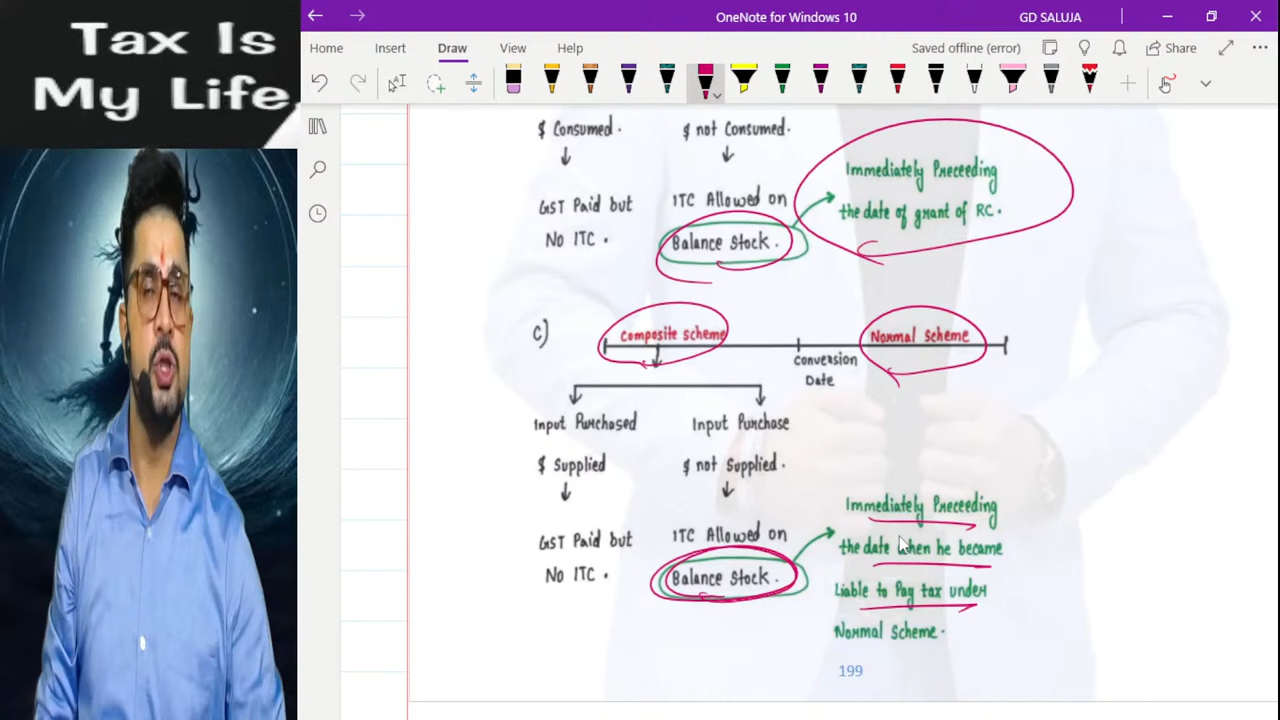 Tax Is
My Life
OneNote for Windows 10
GD SALUJA
Home
Insert
Draw
View
Help
Saved offline (error)
Share
$ Consumed.
$ not Consumed.
GST Paid but
No ITC.
ITC Allowed on
Balance Stock.
Immediately Preceeding
the date of grant of RC.
c)
Composite scheme
Normal Scheme
Conversion
Date
Input Purchased
$ Supplied
Input Purchase
$ not Supplied.
GST Paid but
No ITC.
ITC Allowed on
Balance Stock.
Immediately Preceeding
the date when he became
Liable to Pay tax under
Normal Scheme.
199